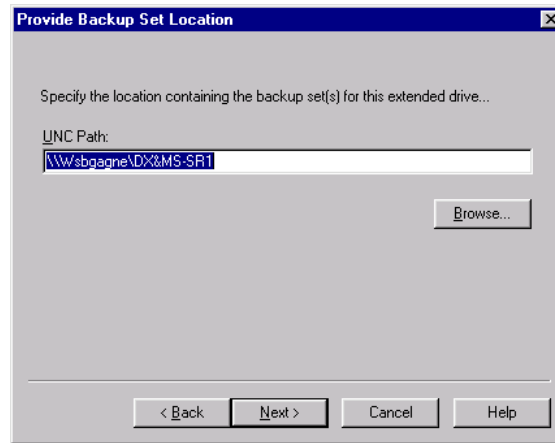 Provide Backup Set Location
Specify the location containing the backup set(s) for this extended drive...
UNC Path:
\\Wsbgagne\DX&MS-SR1
Browse...
< Back
Next >
Cancel
Help